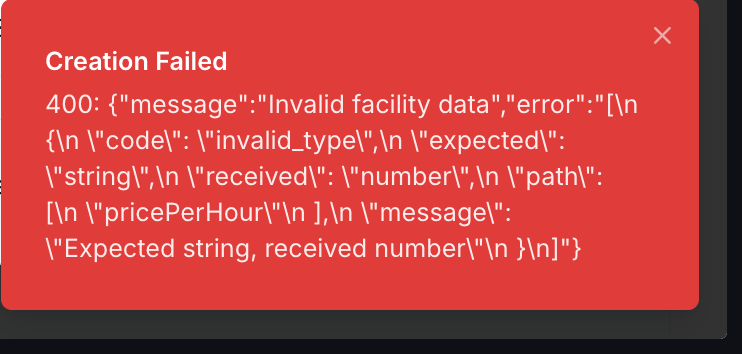 Creation Failed
400: {"message":"Invalid facility data","error":"[\n
{\n \"code\": \"invalid_type\",\n \"expected\":
\"string\",\n \"received\": \"number\",\n \"path\":
[\n \"pricePerHour\"\n ],\n \"message\":
\"Expected string, received number\"\n }\n]"}